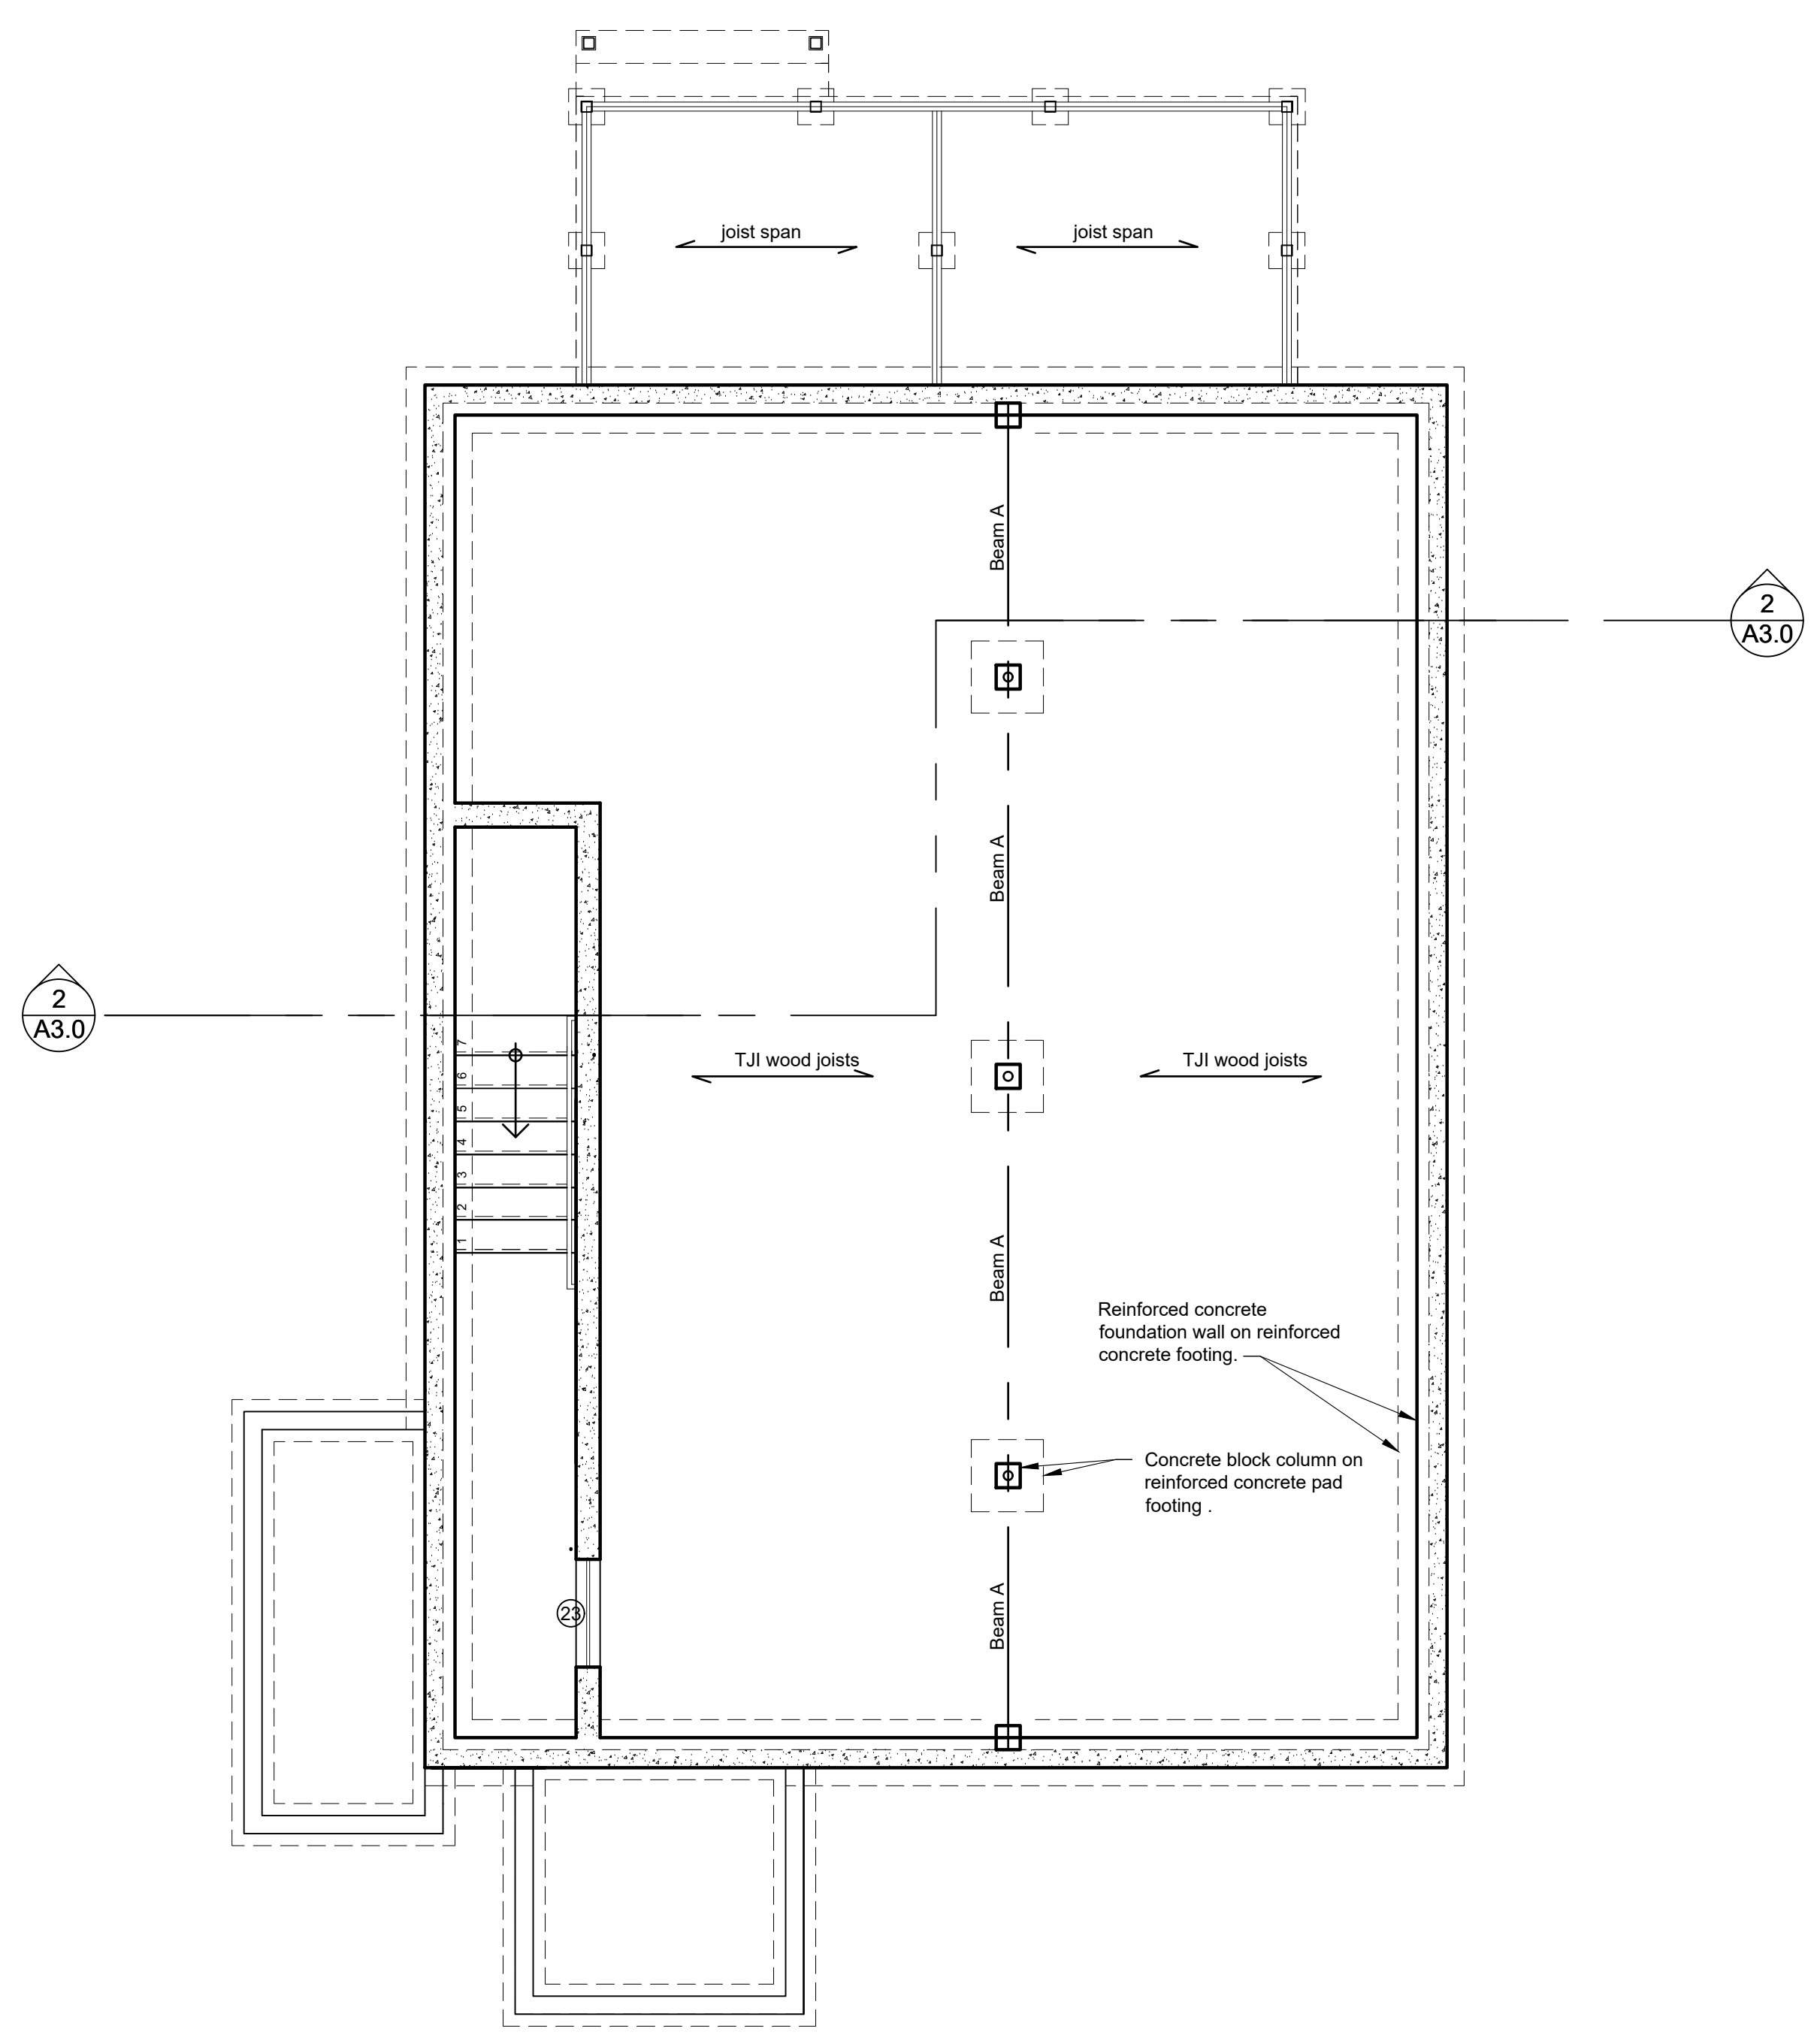 joist span
joist span
Beam A
2
A3.0
Beam A
2
A3.0
7
6
5
4
3
2
1
TJI wood joists
TJI wood joists
Beam A
Reinforced concrete
foundation wall on reinforced
concrete footing.
Concrete block column on
reinforced concrete pad
footing .
Beam A
23